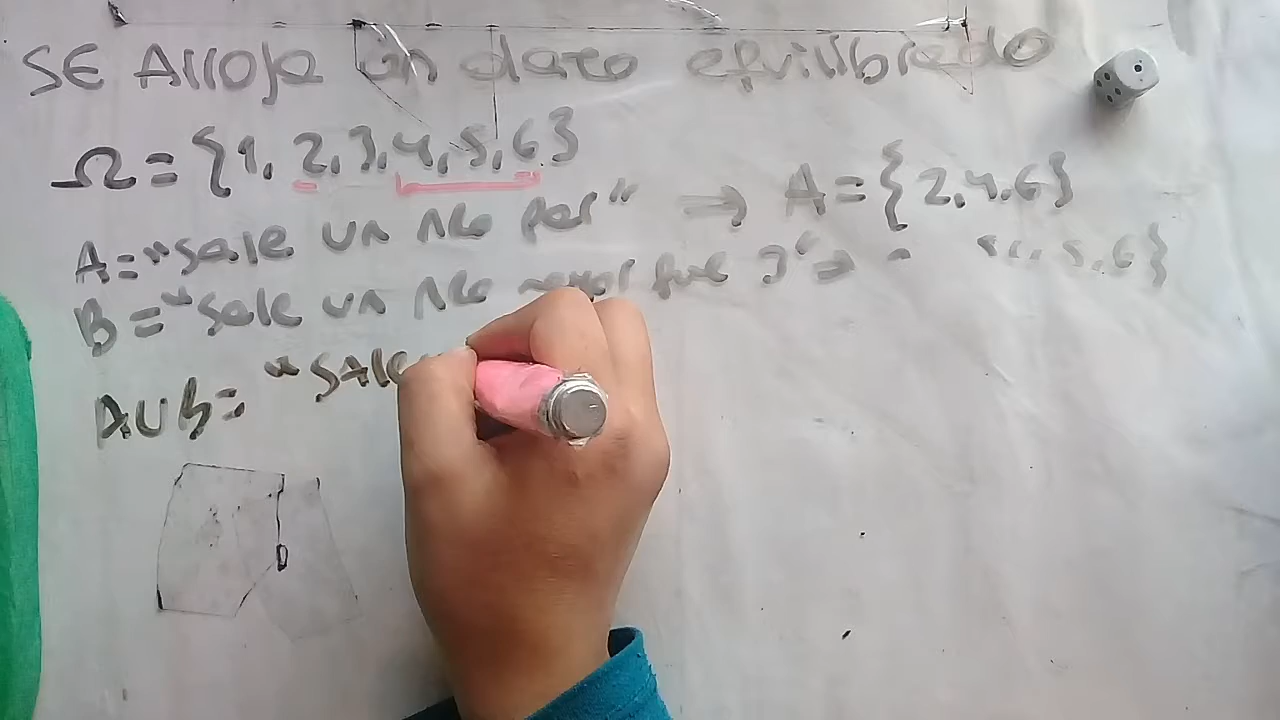 SE Arroja un dado equilibrado
Ω = {1, 2, 3, 4, 5, 6}
A = "sale un Nro par" → A = {2, 4, 6}
B = "sale un Nro mayor que 3" → 5, 6}
AUB = "SALe